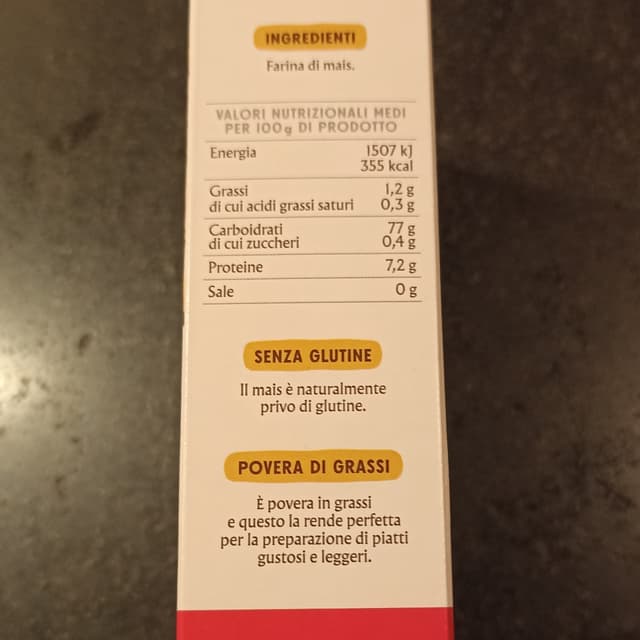 INGREDIENTI
Farina di mais.
VALORI NUTRIZIONALI MEDI
PER 100g DI PRODOTTO
Energia 1507 kJ
355 kcal
Grassi 1,2 g
di cui acidi grassi saturi 0,3 g
Carboidrati 77 g
di cui zuccheri 0,4 g
Proteine 7,2 g
Sale 0 g
SENZA GLUTINE
Il mais è naturalmente
privo di glutine.
POVERA DI GRASSI
È povera in grassi
e questo la rende perfetta
per la preparazione di piatti
gustosi e leggeri.